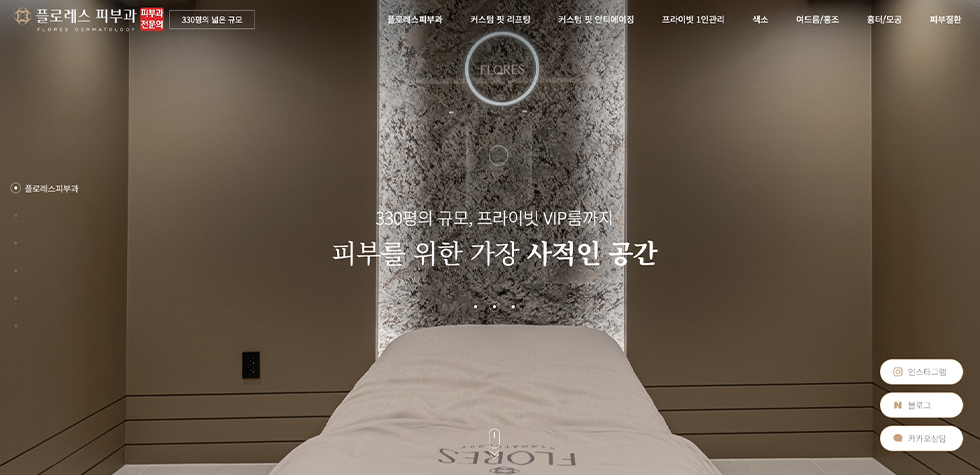 플로레스 피부과
FLORES DERMATOLOGY
피부과
전문의
330평의 넓은 규모
플로레스피부과
커스텀 핏 리프팅
커스텀 핏 안티에이징
프라이빗 1인관리
색소
여드름/홍조
흉터/모공
피부질환
FLORES
플로레스피부과
330평의 규모, 프라이빗 VIP룸까지
피부를 위한 가장 사적인 공간
인스타그램
블로그
카카오상담
FLORES
DERMATOLOGY